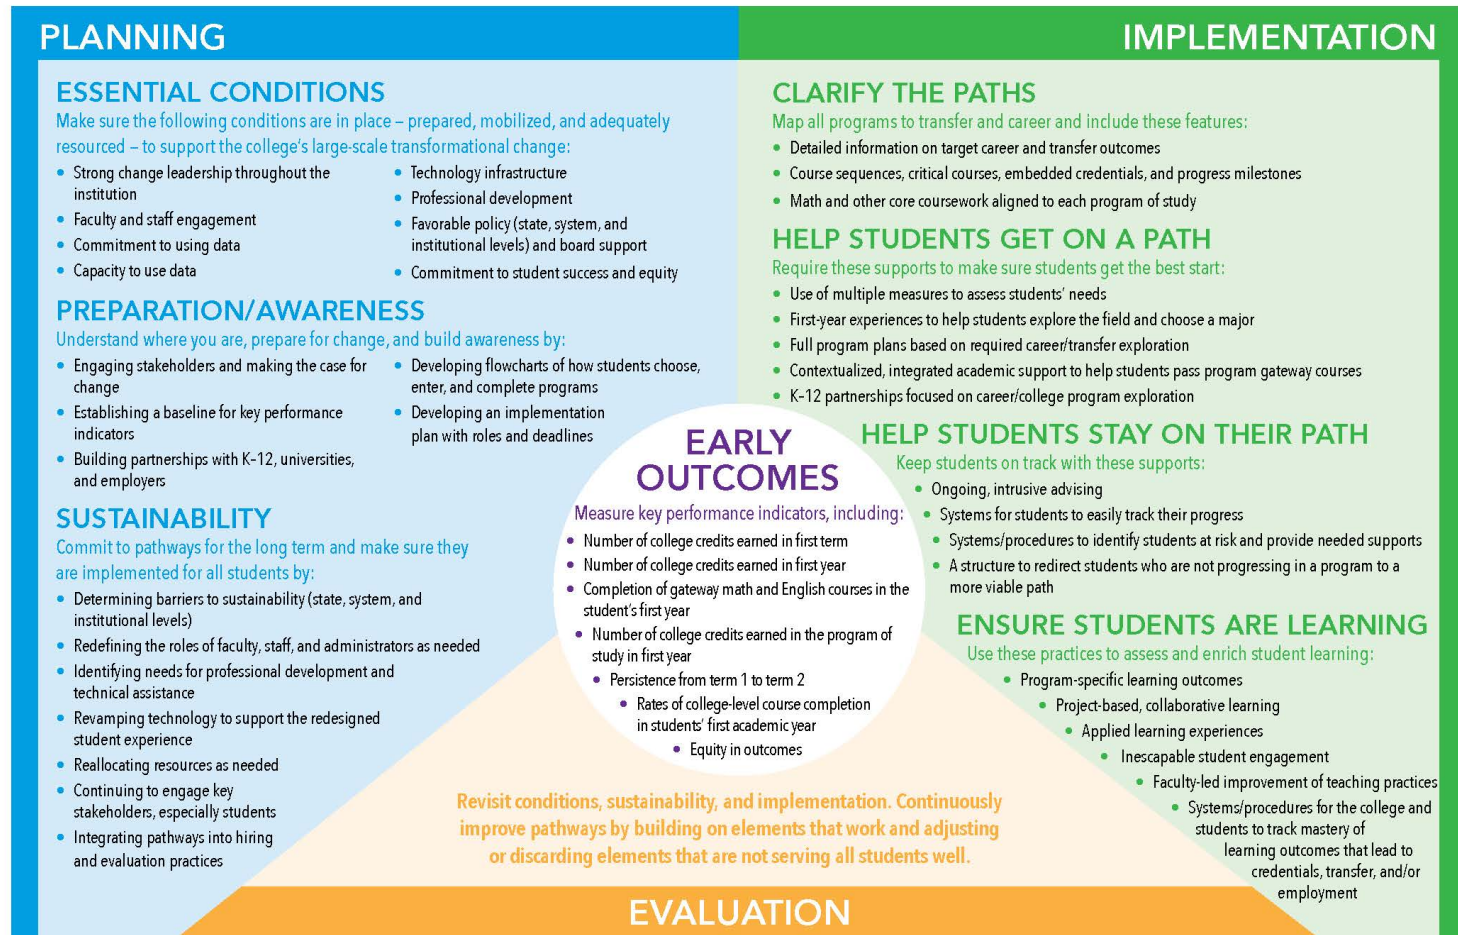 PLANNING
ESSENTIAL CONDITIONS
Make sure the following conditions are in place – prepared, mobilized, and adequately
resourced – to support the college's large-scale transformational change:
• Strong change leadership throughout the
institution
• Faculty and staff engagement
• Commitment to using data
• Capacity to use data
• Technology infrastructure
• Professional development
• Favorable policy (state, system, and
institutional levels) and board support
• Commitment to student success and equity
PREPARATION/AWARENESS
Understand where you are, prepare for change, and build awareness by:
• Engaging stakeholders and making the case for
change
• Establishing a baseline for key performance
indicators
• Building partnerships with K–12, universities,
and employers
• Developing flowcharts of how students choose,
enter, and complete programs
• Developing an implementation
plan with roles and deadlines
SUSTAINABILITY
Commit to pathways for the long term and make sure they
are implemented for all students by:
• Determining barriers to sustainability (state, system, and
institutional levels)
• Redefining the roles of faculty, staff, and administrators as needed
• Identifying needs for professional development and
technical assistance
• Revamping technology to support the redesigned
student experience
• Reallocating resources as needed
• Continuing to engage key
stakeholders, especially students
• Integrating pathways into hiring
and evaluation practices
EARLY
OUTCOMES
Measure key performance indicators, including:
• Number of college credits earned in first term
• Number of college credits earned in first year
• Completion of gateway math and English courses in the
student's first year
• Number of college credits earned in the program of
study in first year
• Persistence from term 1 to term 2
• Rates of college-level course completion
in students' first academic year
• Equity in outcomes
IMPLEMENTATION
CLARIFY THE PATHS
Map all programs to transfer and career and include these features:
• Detailed information on target career and transfer outcomes
• Course sequences, critical courses, embedded credentials, and progress milestones
• Math and other core coursework aligned to each program of study
HELP STUDENTS GET ON A PATH
Require these supports to make sure students get the best start:
• Use of multiple measures to assess students' needs
• First-year experiences to help students explore the field and choose a major
• Full program plans based on required career/transfer exploration
• Contextualized, integrated academic support to help students pass program gateway courses
• K–12 partnerships focused on career/college program exploration
HELP STUDENTS STAY ON THEIR PATH
Keep students on track with these supports:
• Ongoing, intrusive advising
• Systems for students to easily track their progress
• Systems/procedures to identify students at risk and provide needed supports
• A structure to redirect students who are not progressing in a program to a
more viable path
ENSURE STUDENTS ARE LEARNING
Use these practices to assess and enrich student learning:
• Program-specific learning outcomes
• Project-based, collaborative learning
• Applied learning experiences
• Inescapable student engagement
• Faculty-led improvement of teaching practices
• Systems/procedures for the college and
students to track mastery of
learning outcomes that lead to
credentials, transfer, and/or
employment
Revisit conditions, sustainability, and implementation. Continuously
improve pathways by building on elements that work and adjusting
or discarding elements that are not serving all students well.
EVALUATION